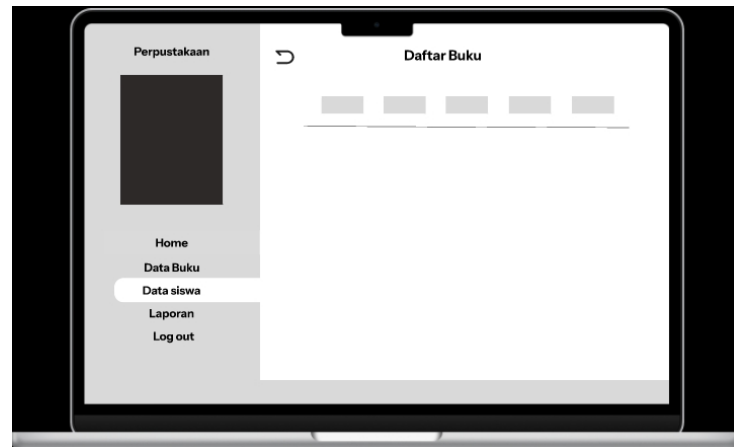 Perpustakaan
Daftar Buku
Home
Data Buku
Data siswa
Laporan
Log out